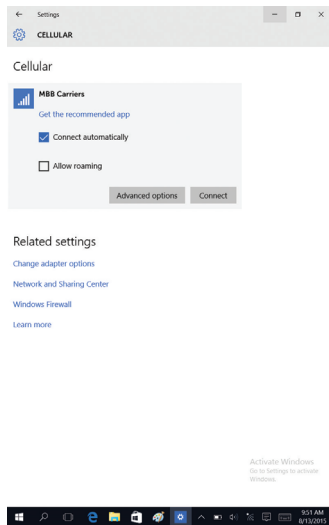 Settings
CELLULAR
Cellular
MBB Carriers
Get the recommended app
Connect automatically
Allow roaming
Advanced options
Connect
Related settings
Change adapter options
Network and Sharing Center
Windows Firewall
Learn more
Activate Windows
Go to Settings to activate
Windows.
9:51 AM
8/13/2015